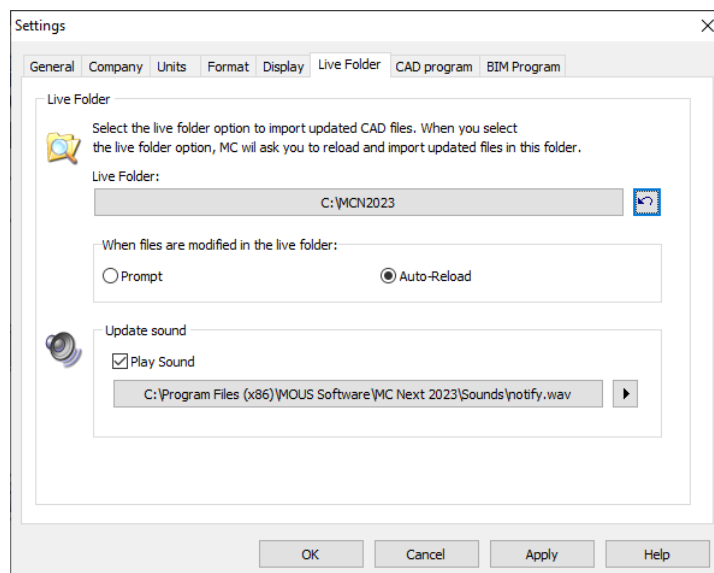 Settings
General Company Units Format Display Live Folder CAD program BIM Program
Live Folder
Select the live folder option to import updated CAD files. When you select
the live folder option, MC wil ask you to reload and import updated files in this folder.
Live Folder:
C:\MCN2023
When files are modified in the live folder:
Prompt Auto-Reload
Update sound
Play Sound
C:\Program Files (x86)\MOUS Software\MC Next 2023\Sounds\notify.wav
OK Cancel Apply Help